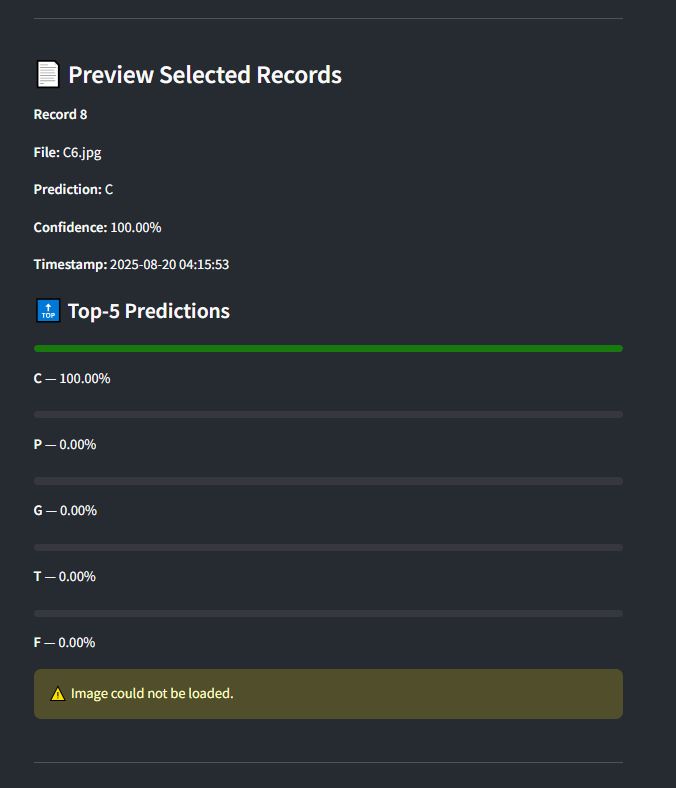 Preview Selected Records
Record 8
File: C6.jpg
Prediction: C
Confidence: 100.00%
Timestamp: 2025-08-20 04:15:53
TOP Top-5 Predictions
C — 100.00%
P — 0.00%
G — 0.00%
T — 0.00%
F — 0.00%
Image could not be loaded.